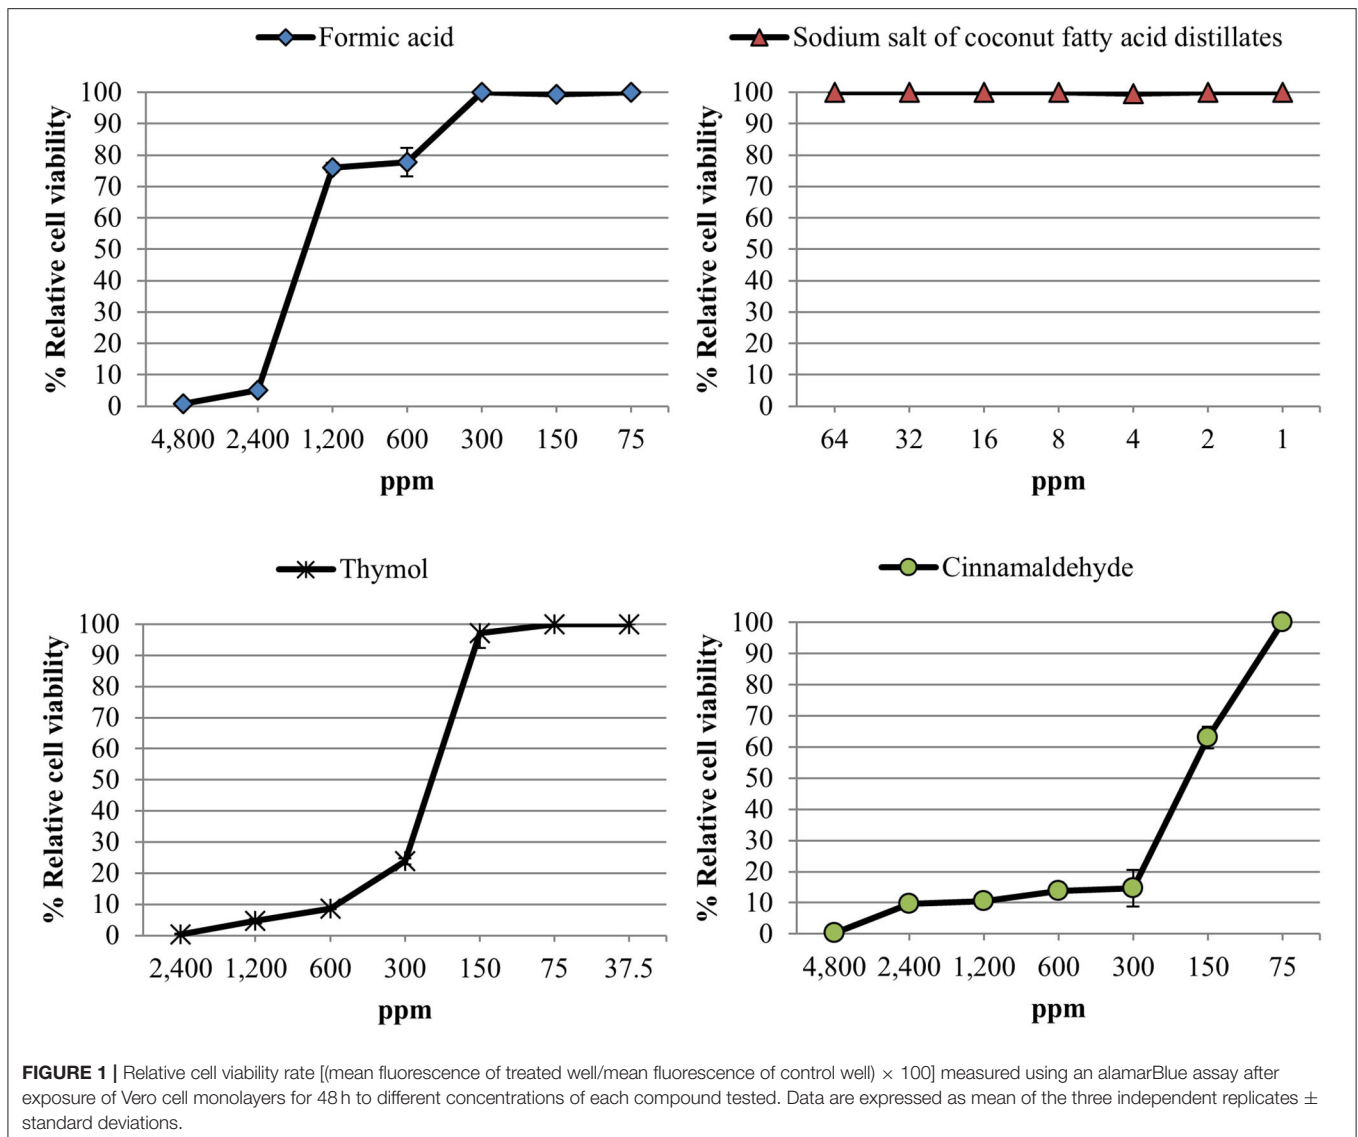 Formic acid
% Relative cell viability
100
90
80
70
60
50
40
30
20
10
0
4,800 2,400 1,200 600 300 150 75
ppm
Sodium salt of coconut fatty acid distillates
% Relative cell viability
100
90
80
70
60
50
40
30
20
10
0
64 32 16 8 4 2 1
ppm
Thymol
% Relative cell viability
100
90
80
70
60
50
40
30
20
10
0
2,400 1,200 600 300 150 75 37.5
ppm
Cinnamaldehyde
% Relative cell viability
100
90
80
70
60
50
40
30
20
10
0
4,800 2,400 1,200 600 300 150 75
ppm
FIGURE 1 | Relative cell viability rate [(mean fluorescence of treated well/mean fluorescence of control well) × 100] measured using an alamarBlue assay after
exposure of Vero cell monolayers for 48 h to different concentrations of each compound tested. Data are expressed as mean of the three independent replicates ±
standard deviations.